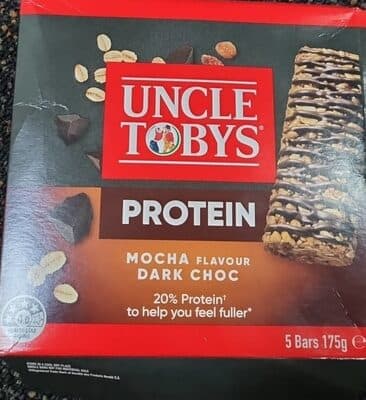 UNCLE
TOBYS®
PROTEIN
MOCHA FLAVOUR
DARK CHOC
20% Protein†
to help you feel fuller*
5 Bars 175g ℮